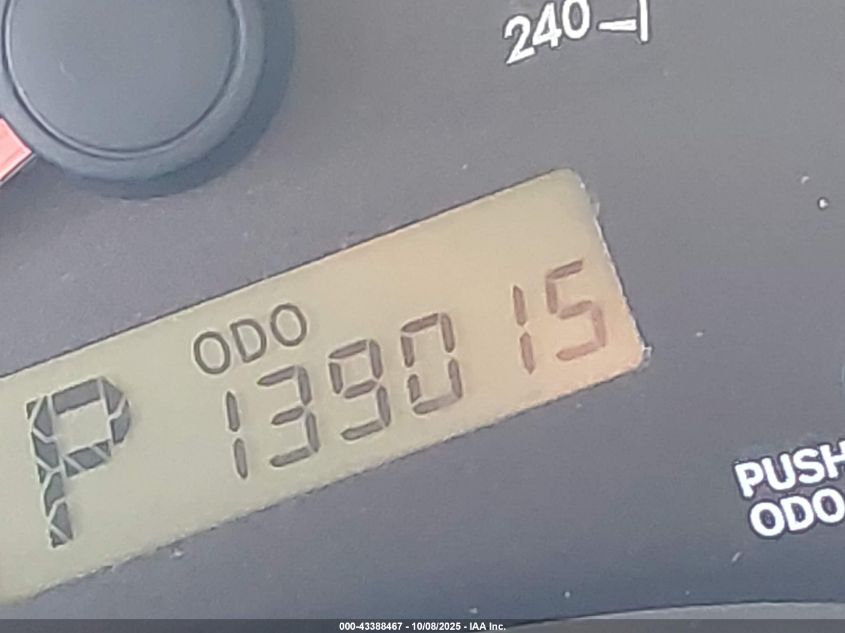 240
ODO
P 139015
PUSH
ODO
000-43388467 - 10/08/2025 - IAA Inc.